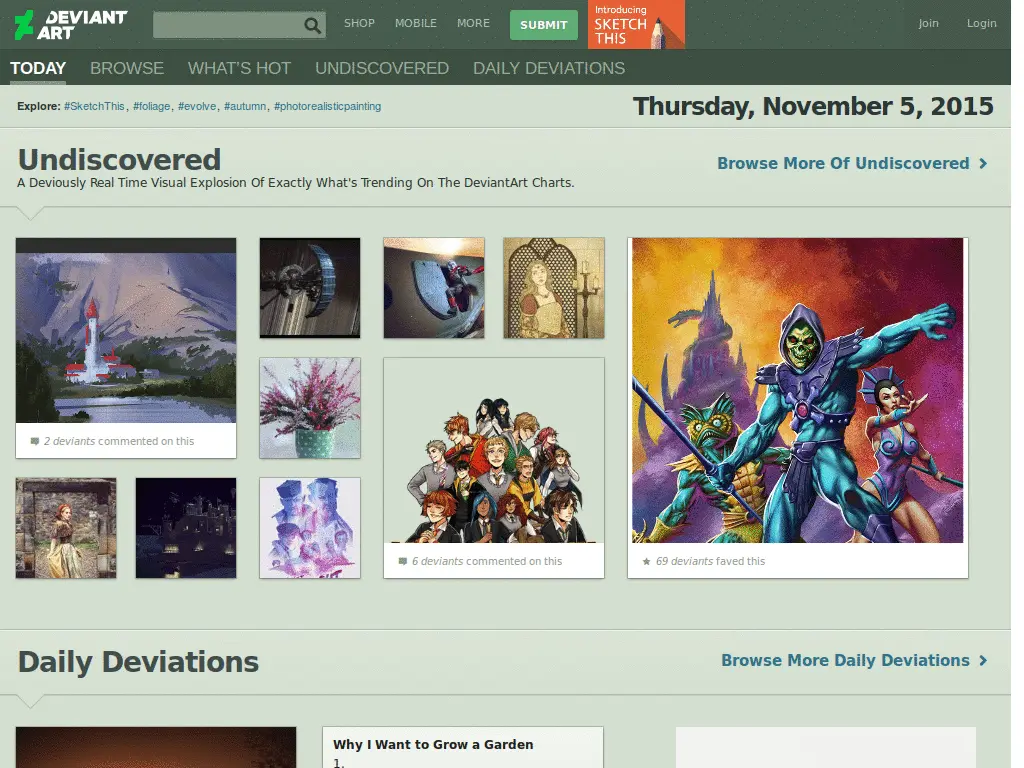 DEVIANT ART
SHOP MOBILE MORE SUBMIT
Introducing
SKETCH
THIS
Join Login
TODAY BROWSE WHAT'S HOT UNDISCOVERED DAILY DEVIATIONS
Explore: #SketchThis, #foliage, #evolve, #autumn, #photorealisticpainting
Thursday, November 5, 2015
Undiscovered
A Deviously Real Time Visual Explosion Of Exactly What's Trending On The DeviantArt Charts.
Browse More Of Undiscovered
2 deviants commented on this
6 deviants commented on this
69 deviants faved this
Daily Deviations
Browse More Daily Deviations
Why I Want to Grow a Garden
1.